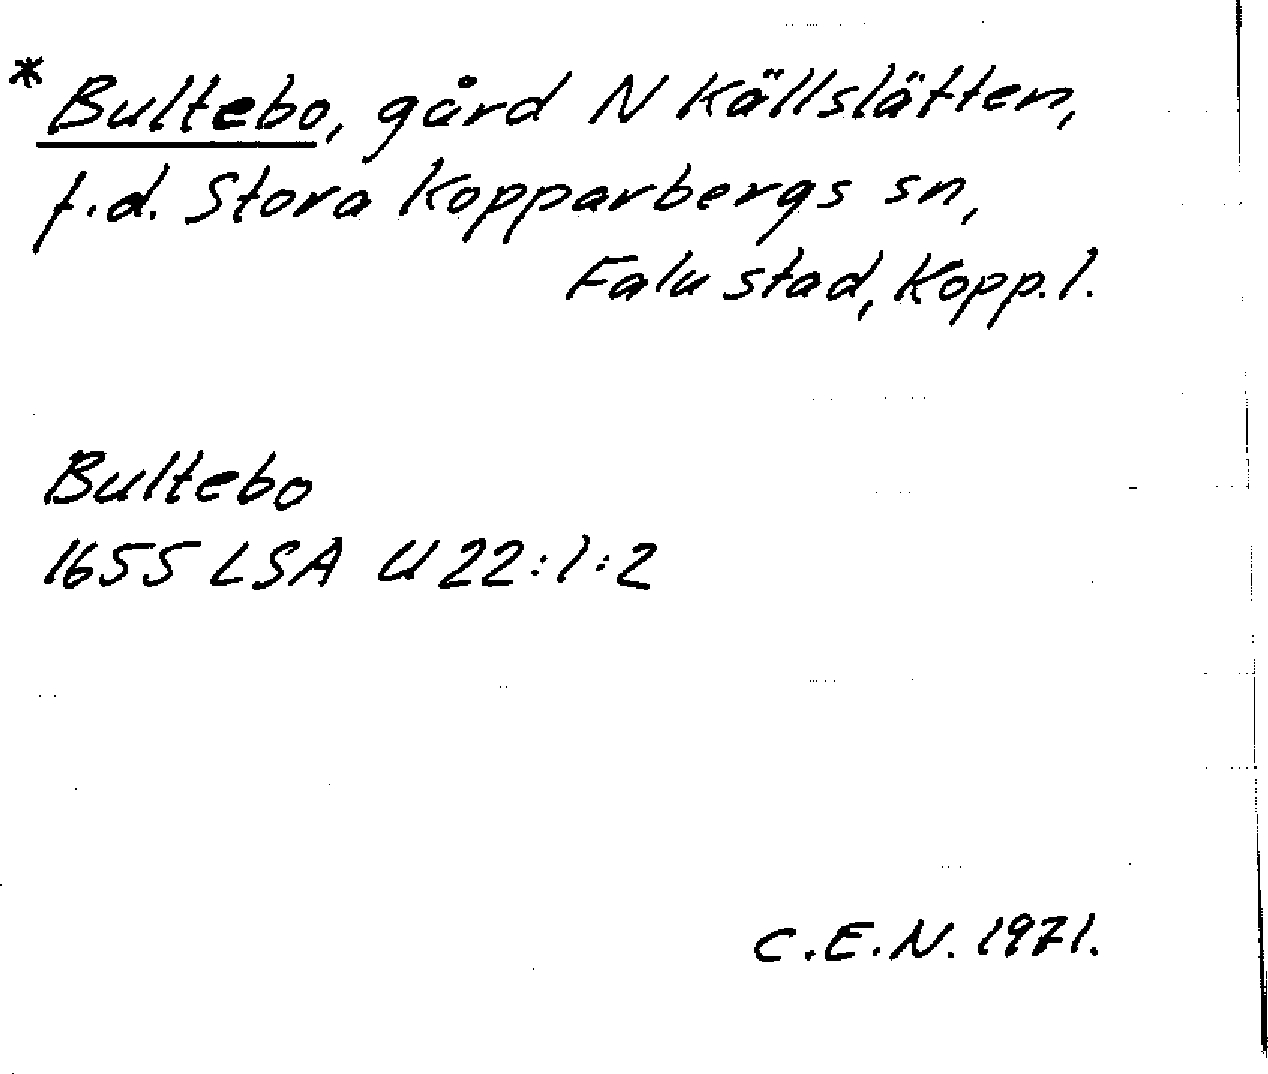 * Bultebo, gård N Källslätten,
f.d. Stora Kopparbergs sn,
Falu stad, Kopp.l.
Bultebo
1655 LSA U 22:1:2
C.E.N. 1971.